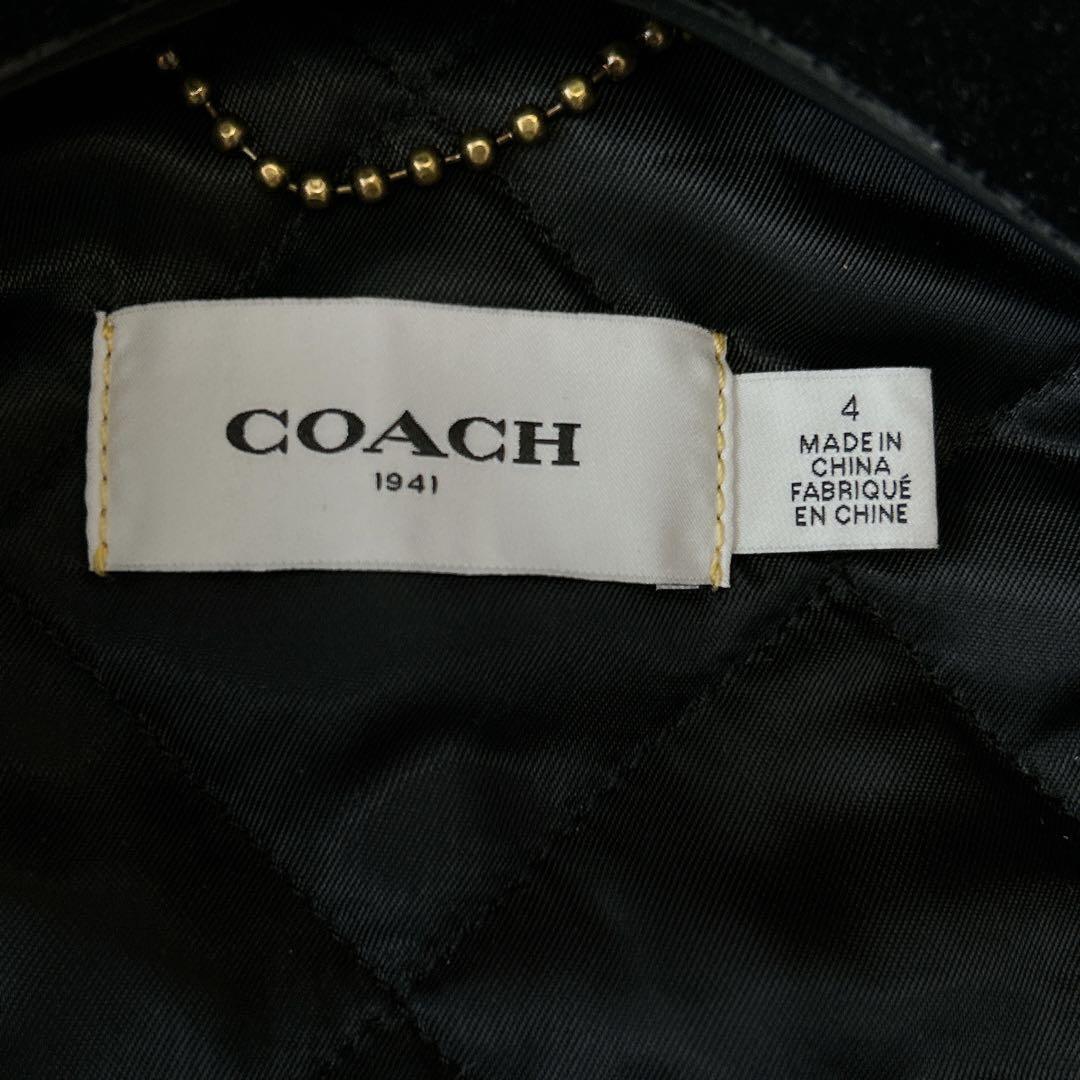 COACH
1941
4
MADE IN
CHINA
FABRIQUÉ
EN CHINE